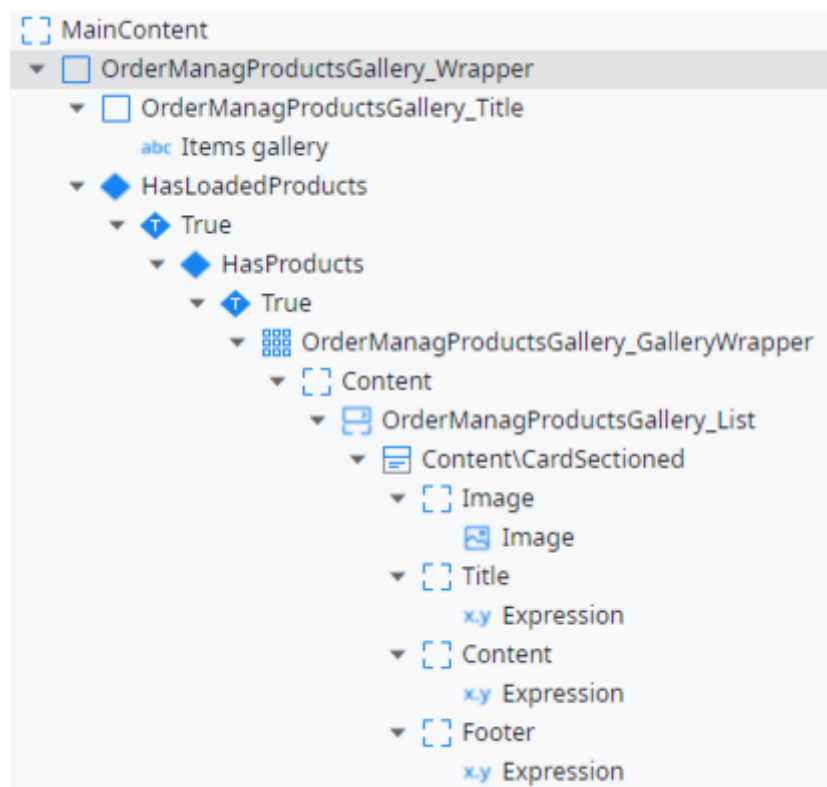 MainContent
OrderManagProductsGallery_Wrapper
OrderManagProductsGallery_Title
abc Items gallery
HasLoadedProducts
T True
HasProducts
T True
OrderManagProductsGallery_GalleryWrapper
Content
OrderManagProductsGallery_List
Content\CardSectioned
Image
Image
Title
x.y Expression
Content
x.y Expression
Footer
x.y Expression